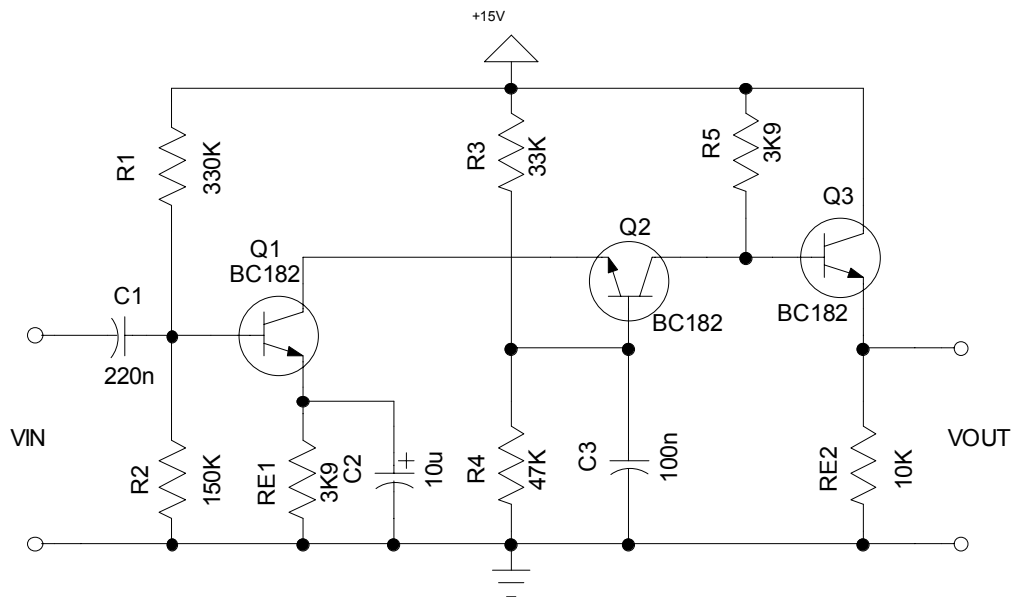 +15V
R1
330K
R3
33K
R5
3K9
Q3
Q2
Q1
BC182
BC182
BC182
C1
220n
VIN
R2
150K
RE1
3K9
C2
+
10u
R4
47K
C3
100n
RE2
10K
VOUT